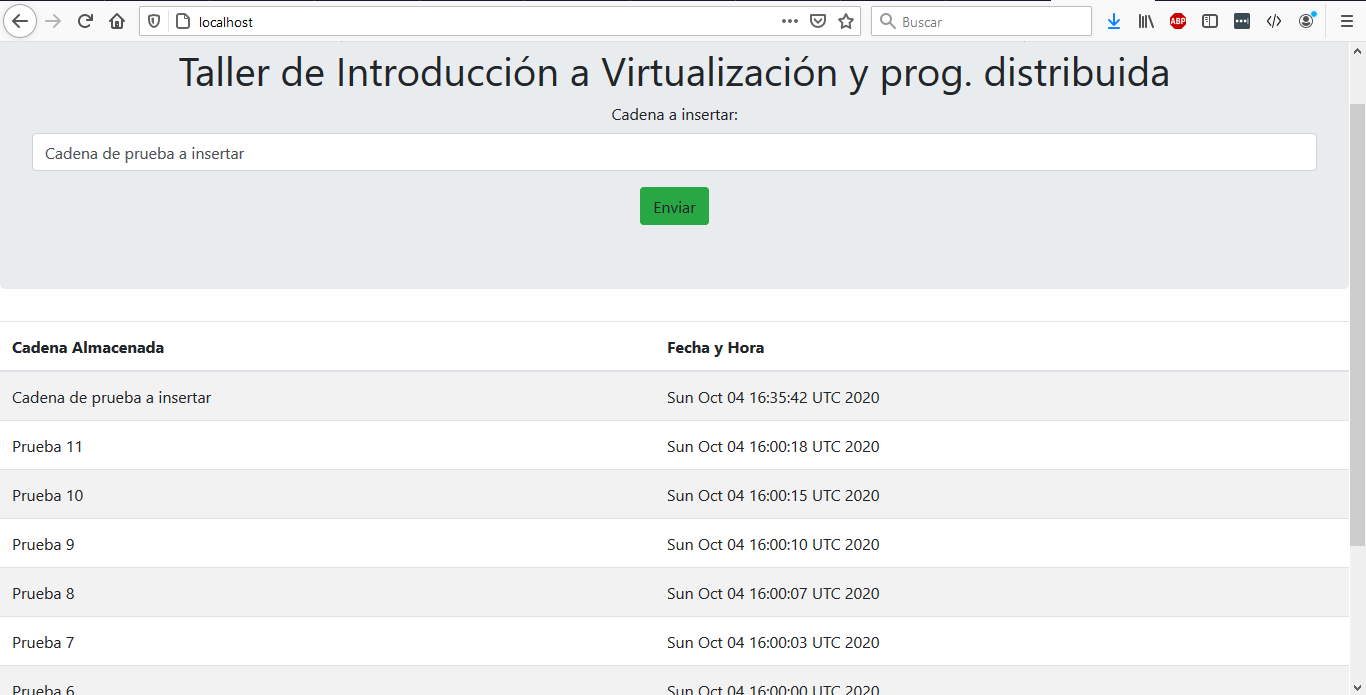 localhost
Buscar
ABP
Taller de Introducción a Virtualización y prog. distribuida
Cadena a insertar:
Cadena de prueba a insertar
Enviar
Cadena Almacenada Fecha y Hora
Cadena de prueba a insertar Sun Oct 04 16:35:42 UTC 2020
Prueba 11 Sun Oct 04 16:00:18 UTC 2020
Prueba 10 Sun Oct 04 16:00:15 UTC 2020
Prueba 9 Sun Oct 04 16:00:10 UTC 2020
Prueba 8 Sun Oct 04 16:00:07 UTC 2020
Prueba 7 Sun Oct 04 16:00:03 UTC 2020
Prueba 6 Sun Oct 04 16:00:00 UTC 2020